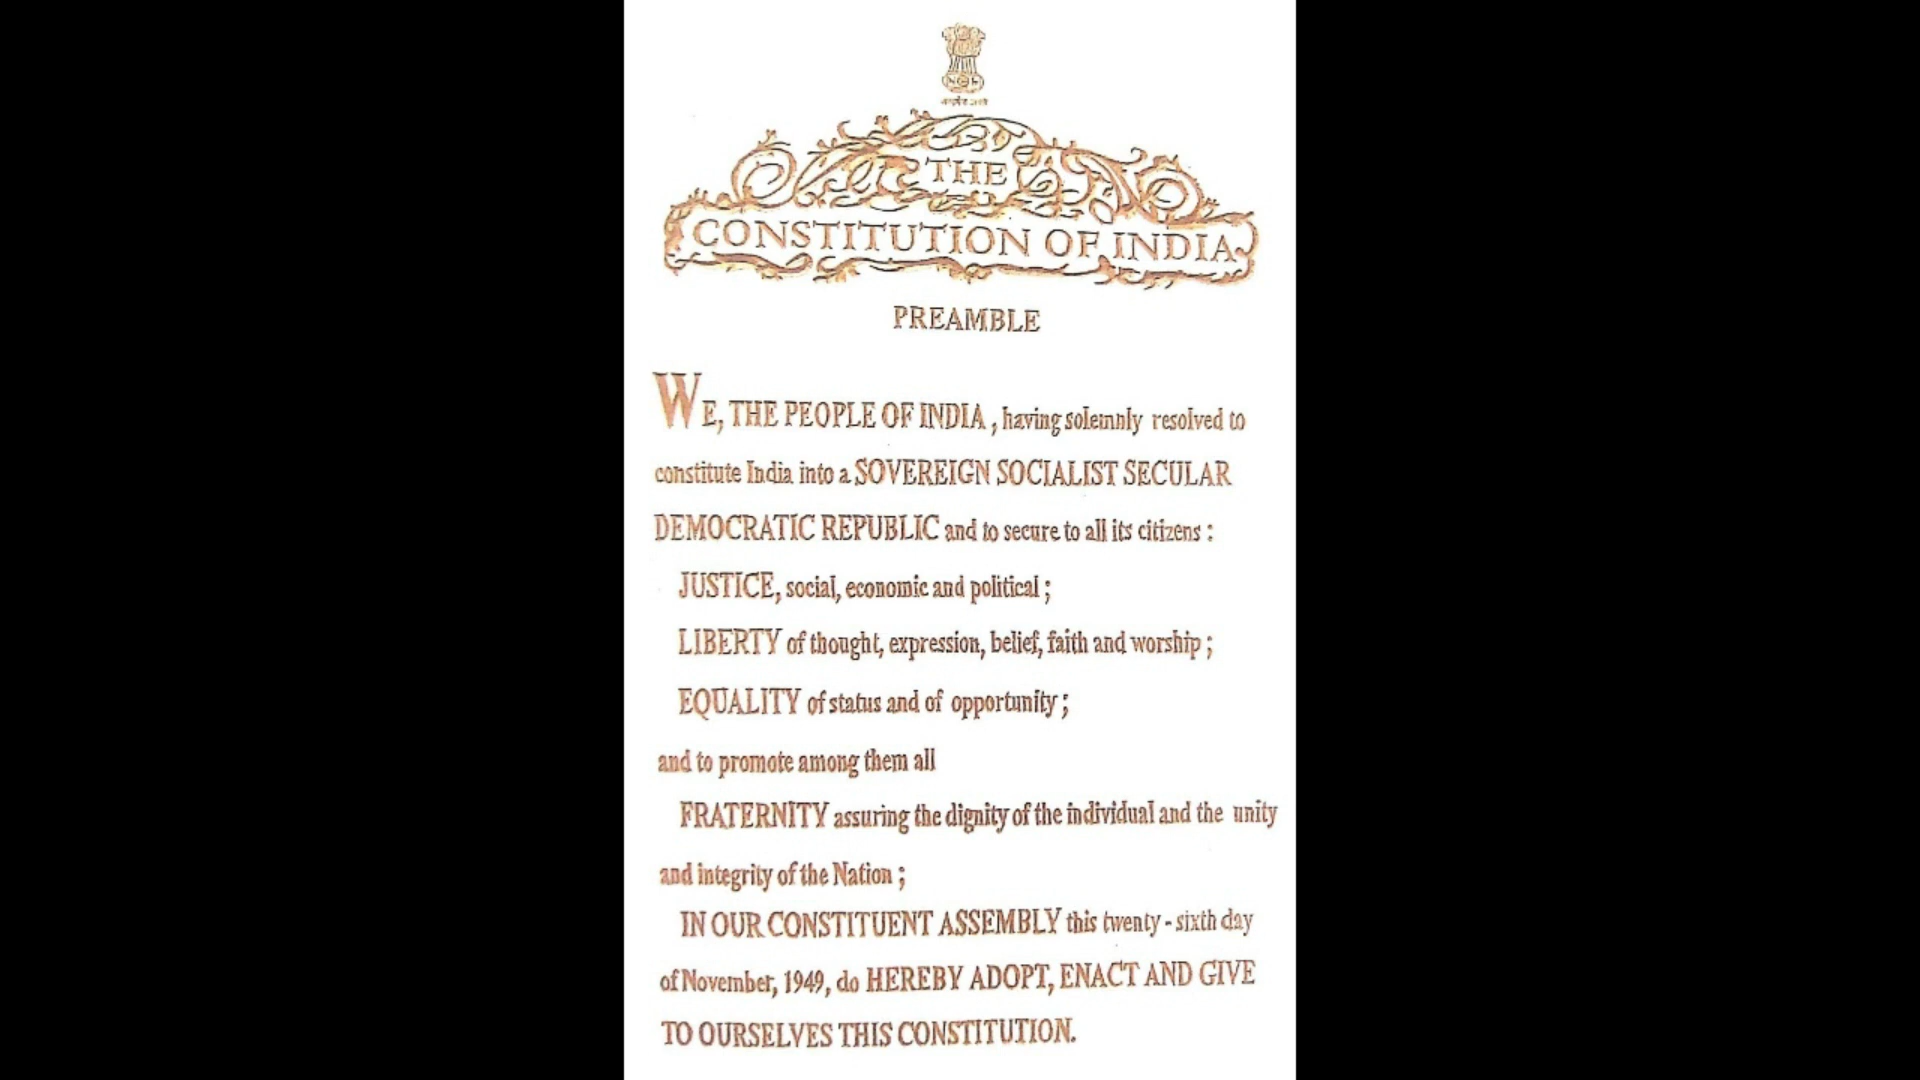 THE
CONSTITUTION OF INDIA
PREAMBLE
WE, THE PEOPLE OF INDIA, having solemnly resolved to
constitute India into a SOVEREIGN SOCIALIST SECULAR
DEMOCRATIC REPUBLIC and to secure to all its citizens :
JUSTICE, social, economic and political ;
LIBERTY of thought, expression, belief, faith and worship ;
EQUALITY of status and of opportunity ;
and to promote among them all
FRATERNITY assuring the dignity of the individual and the unity
and integrity of the Nation ;
IN OUR CONSTITUENT ASSEMBLY this twenty - sixth day
of November, 1949, do HEREBY ADOPT, ENACT AND GIVE
TO OURSELVES THIS CONSTITUTION.